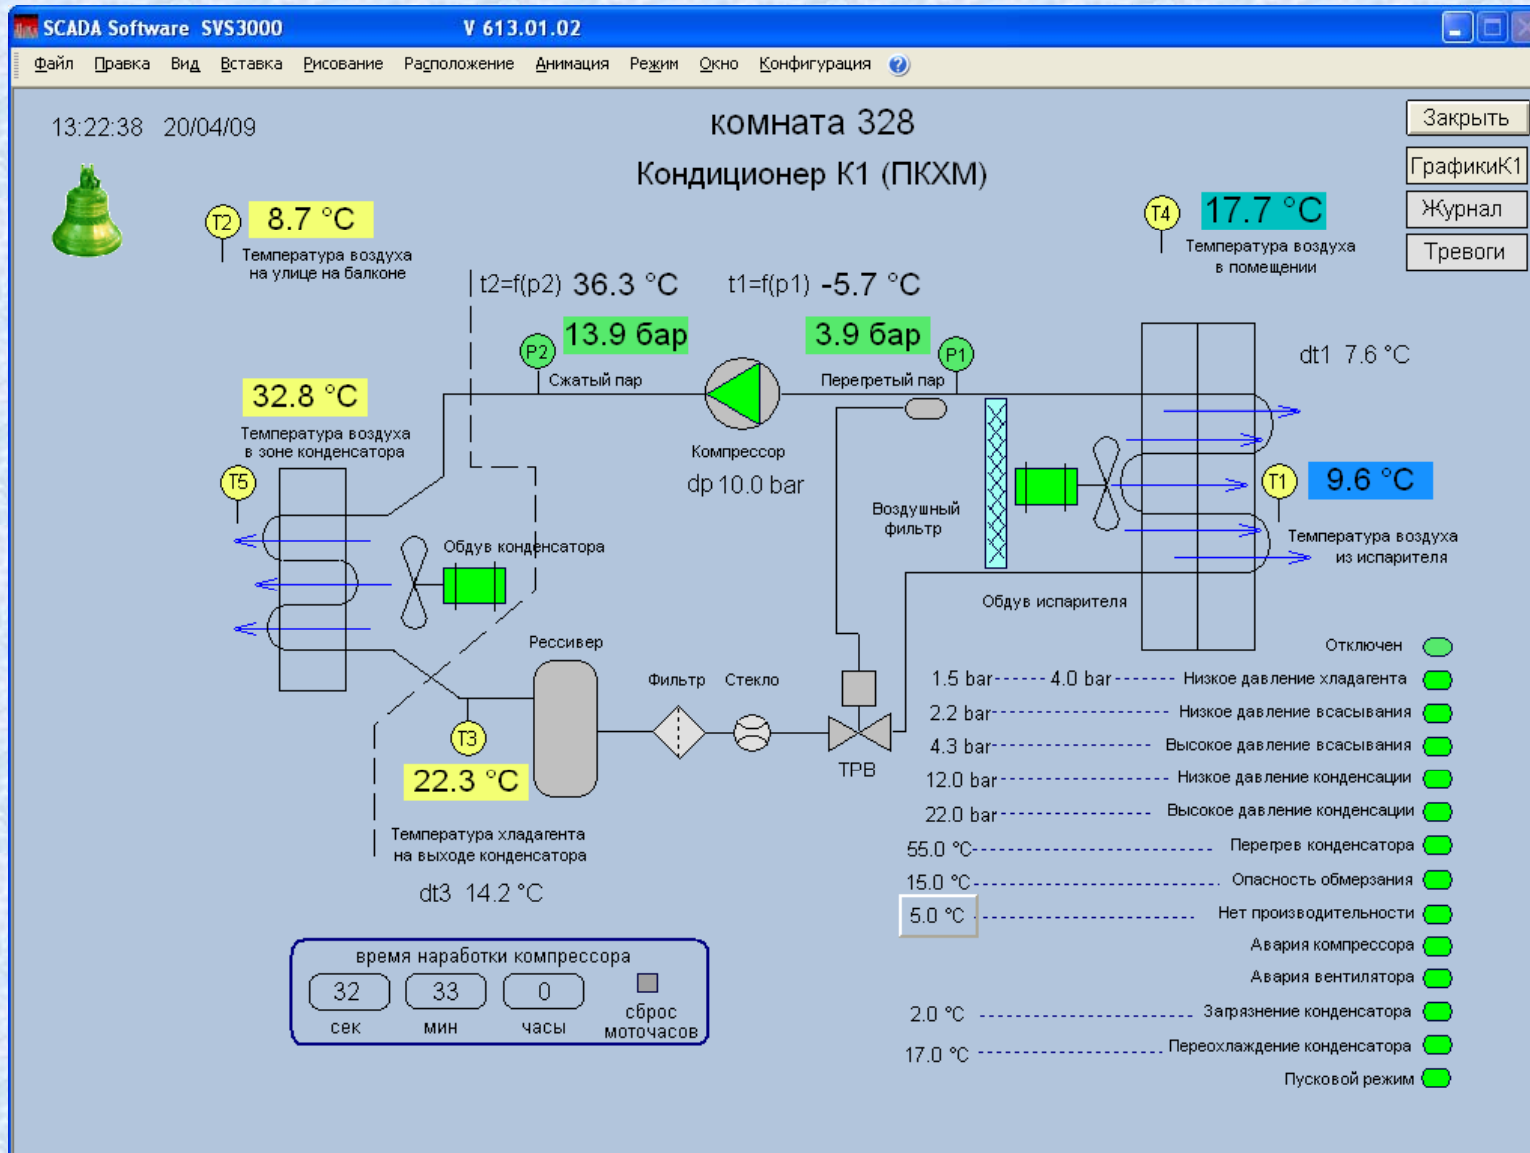 SCADA Software SVS3000 V 613.01.02
Файл Правка Вид Вставка Рисование Расположение Анимация Режим Окно Конфигурация ?
13:22:38 20/04/09
комната 328
Закрыть
Кондиционер К1 (ПКХМ)
ГрафикиК1
Журнал
Тревоги
T2 8.7 °C
Температура воздуха
на улице на балконе
T4 17.7 °C
Температура воздуха
в помещении
t2=f(p2) 36.3 °C t1=f(p1) -5.7 °C
P2 13.9 бар 3.9 бар P1
dt1 7.6 °C
Сжатый пар Перегретый пар
32.8 °C
Температура воздуха
в зоне конденсатора
T5
Компрессор
dp 10.0 bar
T1 9.6 °C
Воздушный
фильтр
Температура воздуха
из испарителя
Обдув конденсатора
Обдув испарителя
Рессивер
Фильтр Стекло
T3
ТРВ
22.3 °C
Температура хладагента
на выходе конденсатора
dt3 14.2 °C
Отключен
1.5 bar 4.0 bar Низкое давление хладагента
2.2 bar Низкое давление всасывания
4.3 bar Высокое давление всасывания
12.0 bar Низкое давление конденсации
22.0 bar Высокое давление конденсации
55.0 °C Перегрев конденсатора
15.0 °C Опасность обмерзания
5.0 °C Нет производительности
Авария компрессора
Авария вентилятора
2.0 °C Загрязнение конденсатора
17.0 °C Переохлаждение конденсатора
Пусковой режим
время наработки компрессора
32 33 0
сек мин часы
сброс
моточасов